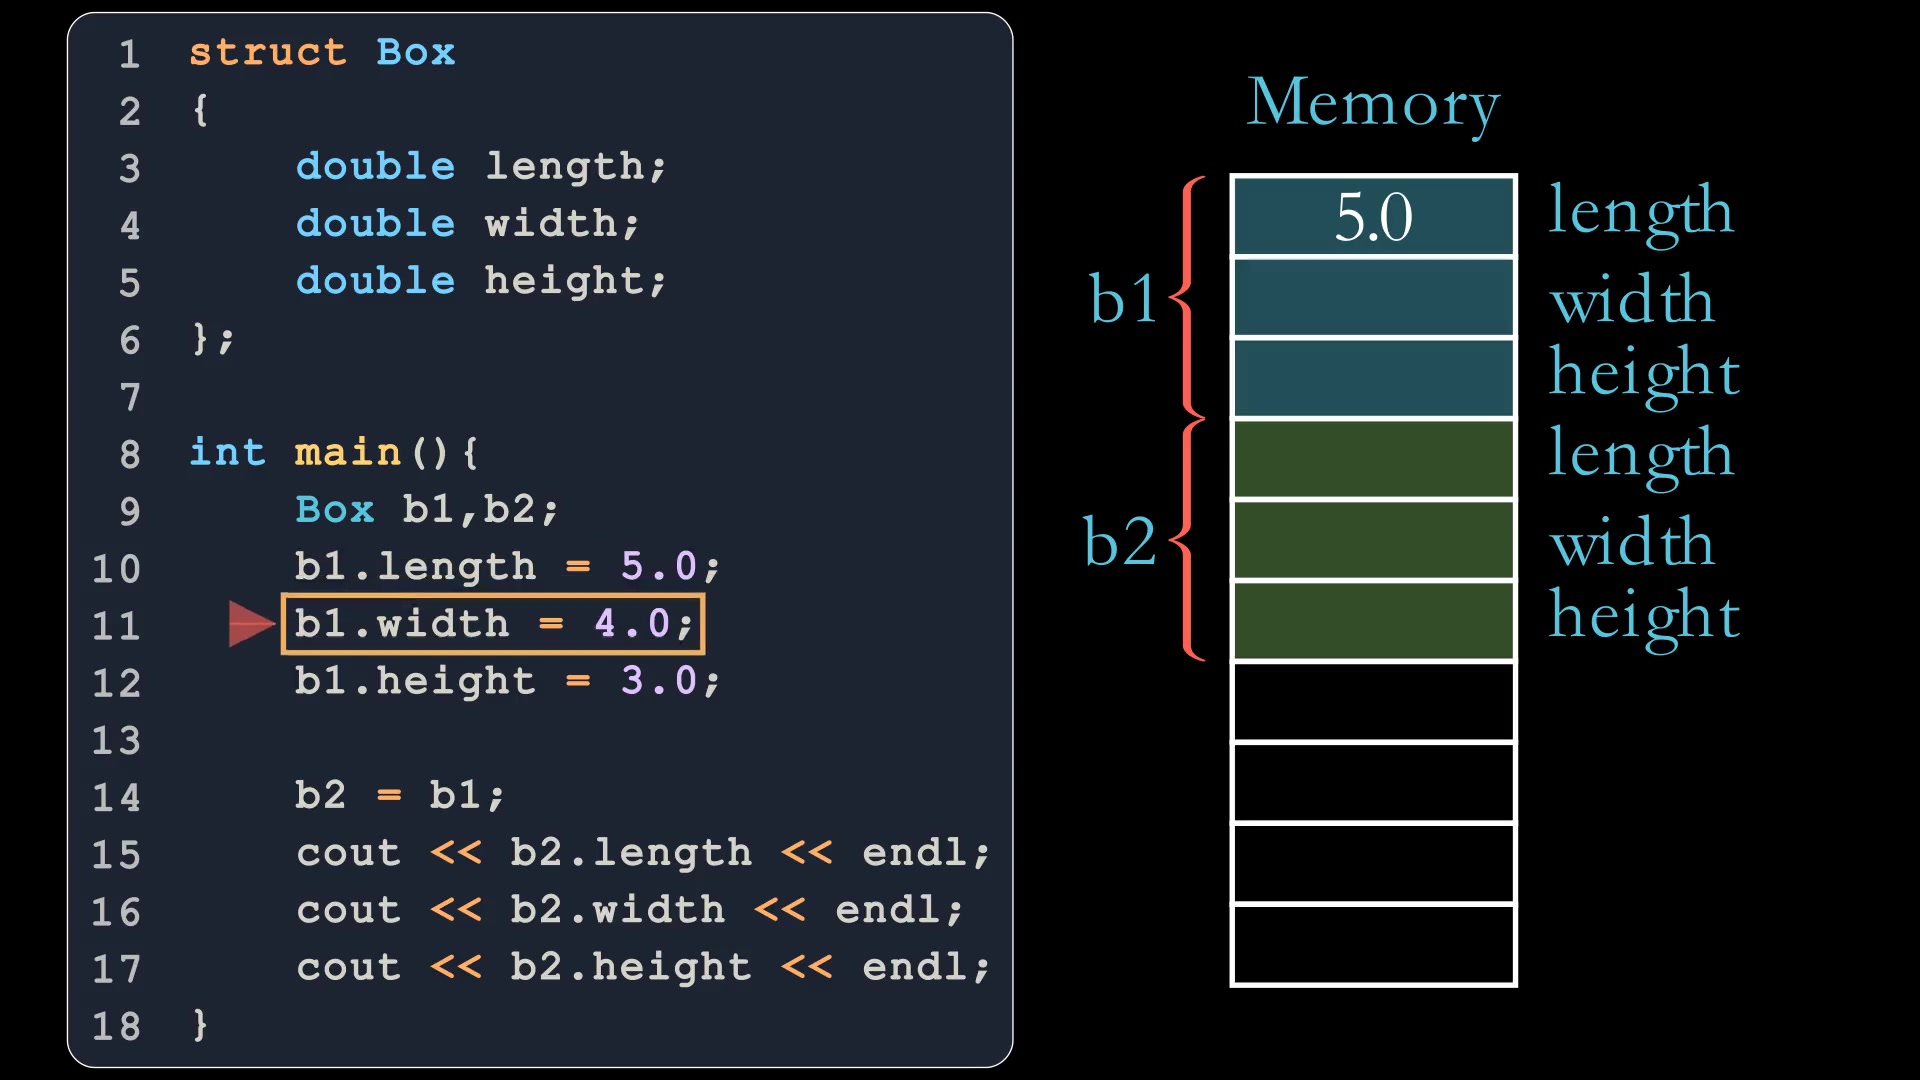 1 struct Box
2 {
3 double length;
4 double width;
5 double height;
6 };
7
8 int main(){
9 Box b1,b2;
10 b1.length = 5.0;
11 b1.width = 4.0;
12 b1.height = 3.0;
13
14 b2 = b1;
15 cout << b2.length << endl;
16 cout << b2.width << endl;
17 cout << b2.height << endl;
18 }
Memory
b1
5.0 length
width
height
b2
length
width
height